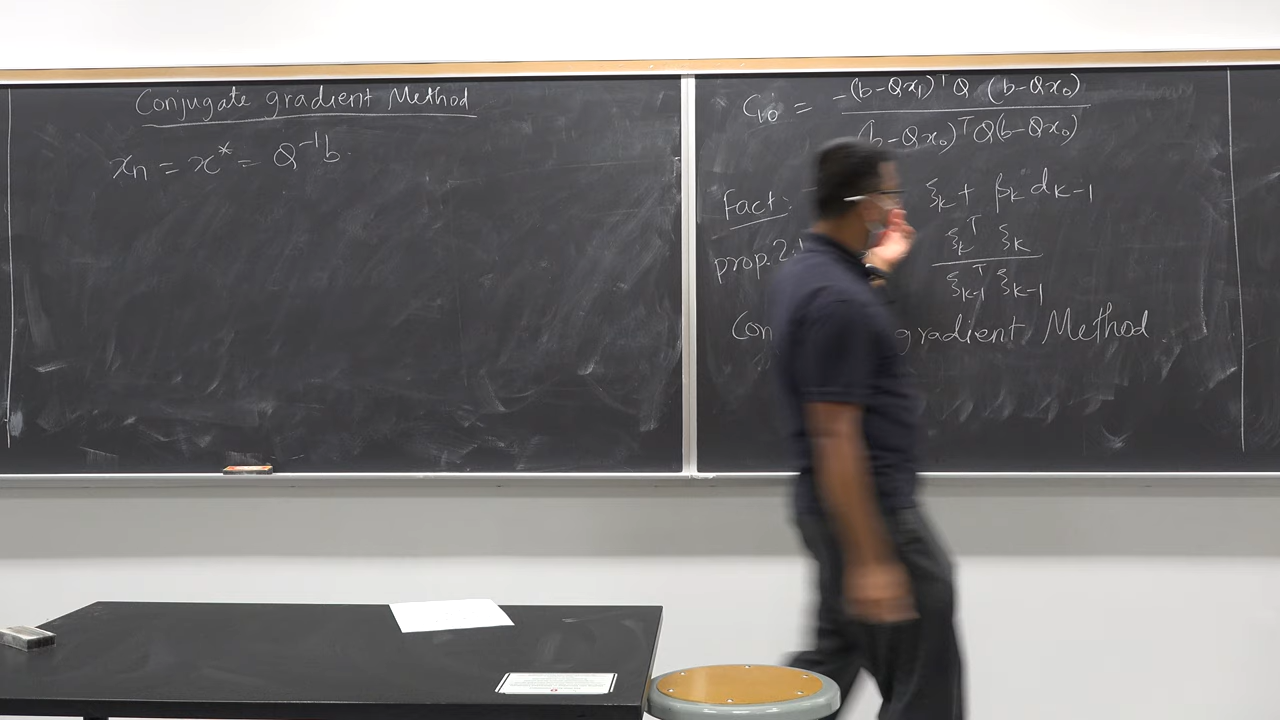 Conjugate gradient Method
xₙ = x* = Q⁻¹b.
C₁₀ = -(b-Qx₁)ᵀQ (b-Qx₀) / (b-Qx₀)ᵀQ(b-Qx₀)
Fact: ξₖ + βₖ dₖ₋₁
prop. 2. ξₖᵀ ξₖ / ξₖ₋₁ᵀ ξₖ₋₁
Con gradient Method.